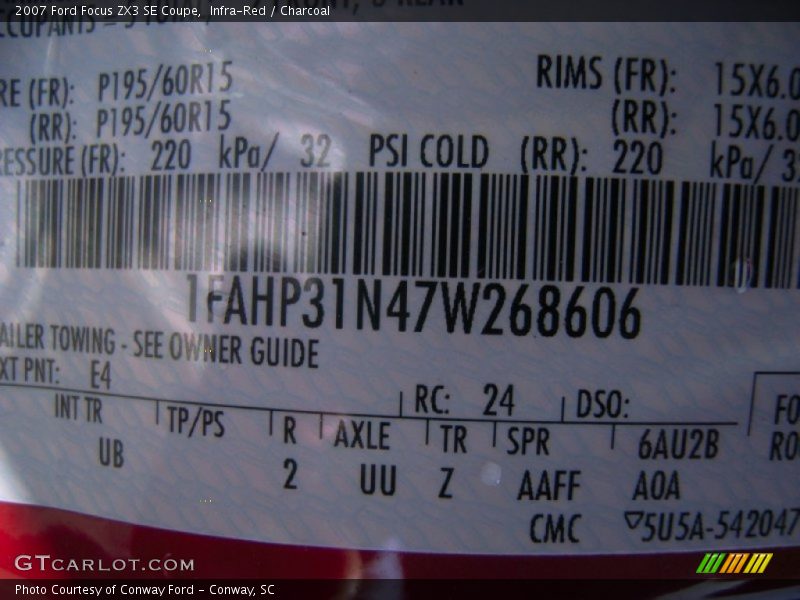 2007 Ford Focus ZX3 SE Coupe,  Infra-Red / Charcoal
RE (FR): P195/60R15 RIMS (FR): 15X6.0
(RR): P195/60R15 (RR): 15X6.0
ESSURE (FR): 220 kPa/ 32 PSI COLD (RR): 220 kPa/ 3
1FAHP31N47W268606
AILER TOWING - SEE OWNER GUIDE
XT PNT: E4 RC: 24 DSO:
INT TR TP/PS R AXLE TR SPR 6AU2B FO
UB 2 UU Z AAFF A0A RO
CMC ▽5U5A-542047
GTCARLOT.COM
Photo Courtesy of Conway Ford - Conway, SC